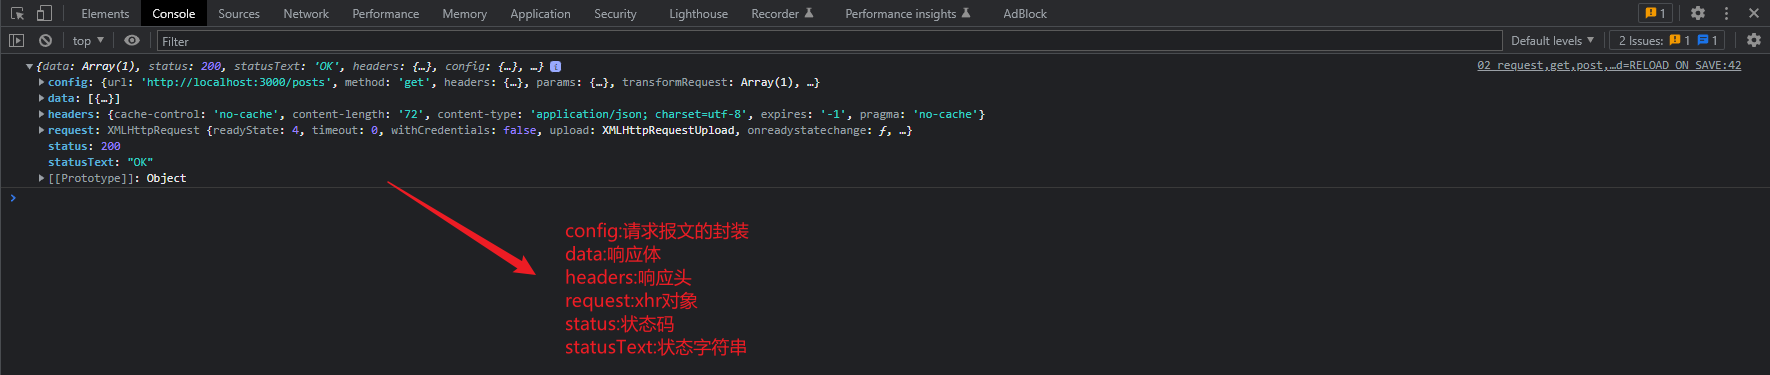 Elements Console Sources Network Performance Memory Application Security Lighthouse Recorder Performance insights AdBlock 1
top Filter Default levels 2 Issues: 1 1
{data: Array(1), status: 200, statusText: 'OK', headers: {…}, config: {…}, …} i 02 request,get,post,…d=RELOAD ON SAVE:42
config: {url: 'http://localhost:3000/posts', method: 'get', headers: {…}, params: {…}, transformRequest: Array(1), …}
data: [{…}]
headers: {cache-control: 'no-cache', content-length: '72', content-type: 'application/json; charset=utf-8', expires: '-1', pragma: 'no-cache'}
request: XMLHttpRequest {readyState: 4, timeout: 0, withCredentials: false, upload: XMLHttpRequestUpload, onreadystatechange: ƒ, …}
status: 200
statusText: "OK"
[[Prototype]]: Object
config:请求报文的封装
data:响应体
headers:响应头
request:xhr对象
status:状态码
statusText:状态字符串